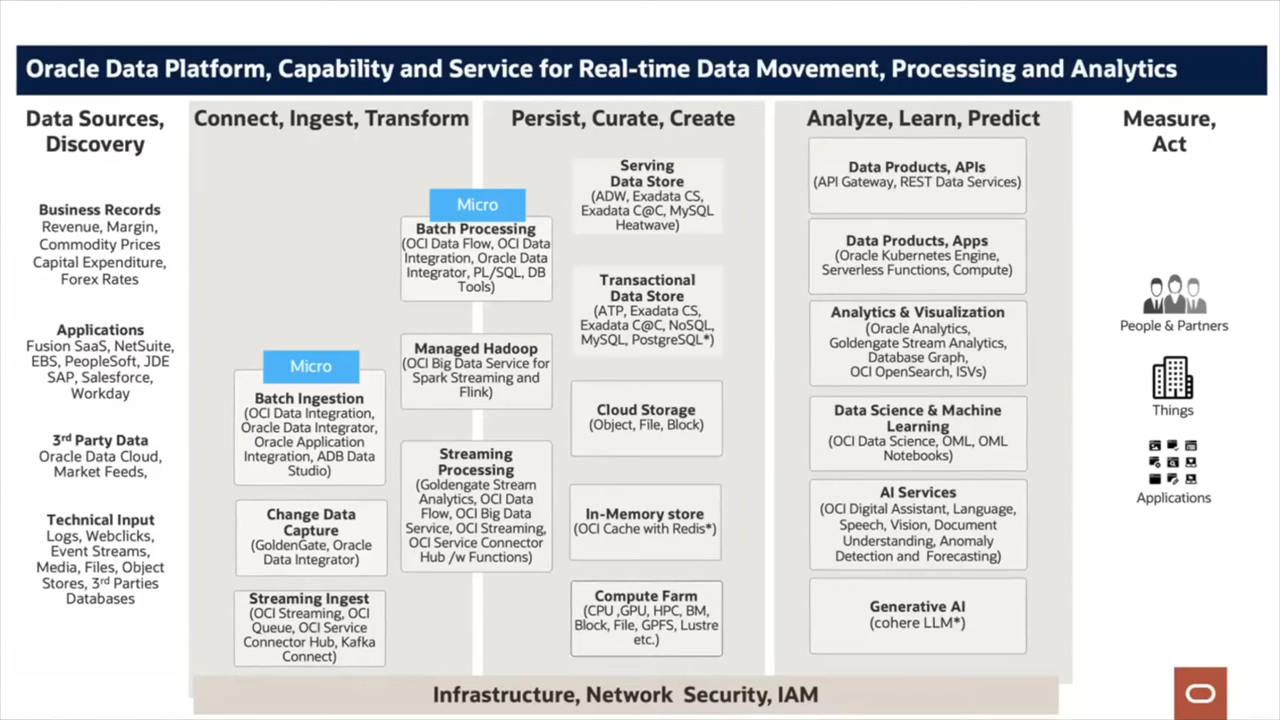 Oracle Data Platform, Capability and Service for Real-time Data Movement, Processing and Analytics
Data Sources,
Discovery
Business Records
Revenue, Margin,
Commodity Prices
Capital Expenditure,
Forex Rates
Applications
Fusion SaaS, NetSuite,
EBS, PeopleSoft, JDE
SAP, Salesforce,
Workday
3rd Party Data
Oracle Data Cloud,
Market Feeds,
Technical Input
Logs, Webclicks,
Event Streams,
Media, Files, Object
Stores, 3rd Parties
Databases
Connect, Ingest, Transform
Micro
Batch Ingestion
(OCI Data Integration,
Oracle Data Integrator,
Oracle Application
Integration, ADB Data
Studio)
Change Data
Capture
(GoldenGate, Oracle
Data Integrator)
Streaming Ingest
(OCI Streaming, OCI
Queue, OCI Service
Connector Hub, Kafka
Connect)
Micro
Batch Processing
(OCI Data Flow, OCI Data
Integration, Oracle Data
Integrator, PL/SQL, DB
Tools)
Managed Hadoop
(OCI Big Data Service for
Spark Streaming and
Flink)
Streaming
Processing
(Goldengate Stream
Analytics, OCI Data
Flow, OCI Big Data
Service, OCI Streaming,
OCI Service Connector
Hub /w Functions)
Persist, Curate, Create
Serving
Data Store
(ADW, Exadata CS,
Exadata C@C, MySQL
Heatwave)
Transactional
Data Store
(ATP, Exadata CS,
Exadata C@C, NoSQL,
MySQL, PostgreSQL*)
Cloud Storage
(Object, File, Block)
In-Memory store
(OCI Cache with Redis*)
Compute Farm
(CPU ,GPU, HPC, BM,
Block, File, GPFS, Lustre
etc.)
Analyze, Learn, Predict
Data Products, APIs
(API Gateway, REST Data Services)
Data Products, Apps
(Oracle Kubernetes Engine,
Serverless Functions, Compute)
Analytics & Visualization
(Oracle Analytics,
Goldengate Stream Analytics,
Database Graph,
OCI OpenSearch, ISVs)
Data Science & Machine
Learning
(OCI Data Science, OML, OML
Notebooks)
AI Services
(OCI Digital Assistant, Language,
Speech, Vision, Document
Understanding, Anomaly
Detection and Forecasting)
Generative AI
(cohere LLM*)
Measure,
Act
People & Partners
Things
Applications
Infrastructure, Network Security, IAM